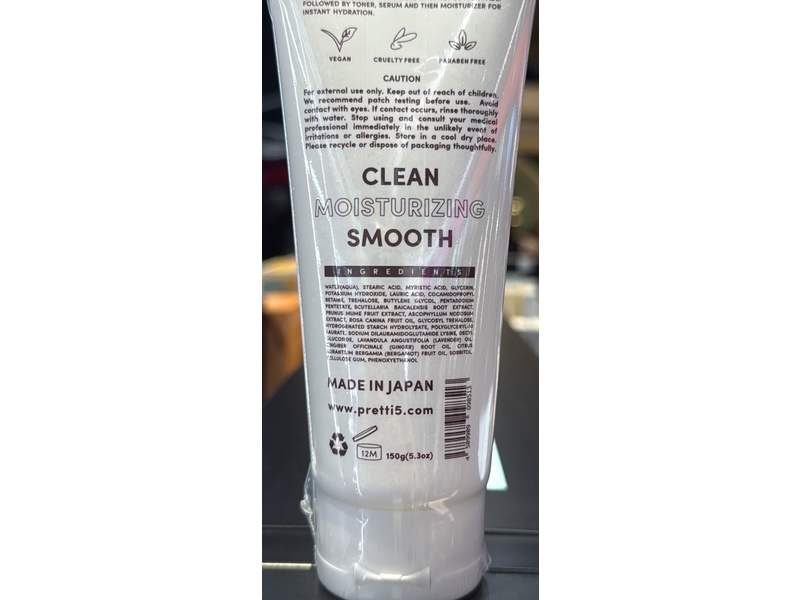 FOLLOWED BY TONER, SERUM AND THEN MOISTURIZER FOR
INSTANT HYDRATION.
VEGAN CRUELTY FREE PARABEN FREE
CAUTION
For external use only. Keep out of reach of children.
We recommend patch testing before use. Avoid
contact with eyes. If contact occurs, rinse thoroughly
with water. Stop using and consult your medical
professional immediately in the unlikely event of
irritations or allergies. Store in a cool dry place.
Please recycle or dispose of packaging thoughtfully.
CLEAN
MOISTURIZING
SMOOTH
INGREDIENTS
WATER(AQUA), STEARIC ACID, MYRISTIC ACID, GLYCERIN,
POTASSIUM HYDROXIDE, LAURIC ACID, COCAMIDOPROPYL
BETAINE, TREHALOSE, BUTYLENE GLYCOL, PENTASODIUM
PENTETATE, SCUTELLARIA BAICALENSIS ROOT EXTRACT,
PRUNUS MUME FRUIT EXTRACT, ASCOPHYLLUM NODOSUM
EXTRACT, ROSA CANINA FRUIT OIL, GLYCOSYL TREHALOSE,
HYDROGENATED STARCH HYDROLYSATE, POLYGLYCERYL-10
LAURATE, SODIUM DILAURAMIDOGLUTAMIDE LYSINE, DECYL
GLUCOSIDE, LAVANDULA ANGUSTIFOLIA (LAVENDER) OIL,
ZINGIBER OFFICINALE (GINGER) ROOT OIL, CITRUS
AURANTIUM BERGAMIA (BERGAMOT) FRUIT OIL, SORBITOL,
CELLULOSE GUM, PHENOXYETHANOL
MADE IN JAPAN
www.pretti5.com
12M 150g(5.3oz)